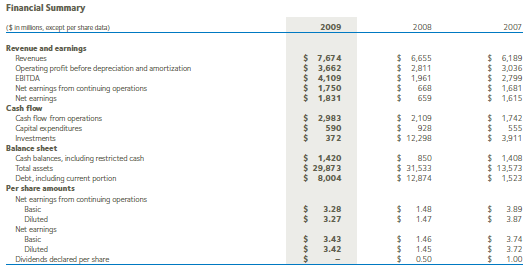 Financial Summary
($ in millions, except per share data) 2009 2008 2007
Revenue and earnings
Revenues $ 7,674 $ 6,655 $ 6,189
Operating profit before depreciation and amortization $ 3,662 $ 2,811 $ 3,036
EBITDA $ 4,109 $ 1,961 $ 2,799
Net earnings from continuing operations $ 1,750 $ 668 $ 1,681
Net earnings $ 1,831 $ 659 $ 1,615
Cash flow
Cash flow from operations $ 2,983 $ 2,109 $ 1,742
Capital expenditures $ 590 $ 928 $ 555
Investments $ 372 $ 12,298 $ 3,911
Balance sheet
Cash balances, including restricted cash $ 1,420 $ 850 $ 1,408
Total assets $ 29,873 $ 31,533 $ 13,573
Debt, including current portion $ 8,004 $ 12,874 $ 1,523
Per share amounts
Net earnings from continuing operations
Basic $ 3.28 $ 1.48 $ 3.89
Diluted $ 3.27 $ 1.47 $ 3.87
Net earnings
Basic $ 3.43 $ 1.46 $ 3.74
Diluted $ 3.42 $ 1.45 $ 3.72
Dividends declared per share $ – $ 0.50 $ 1.00